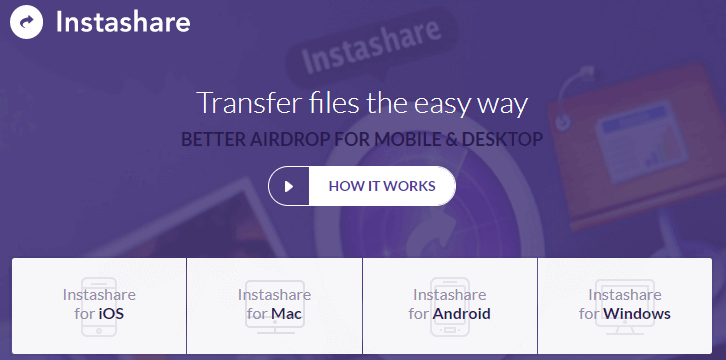 Instashare
Instashare
Transfer files the easy way
BETTER AIRDROP FOR MOBILE & DESKTOP
HOW IT WORKS
Instashare
for iOS
Instashare
for Mac
Instashare
for Android
Instashare
for Windows